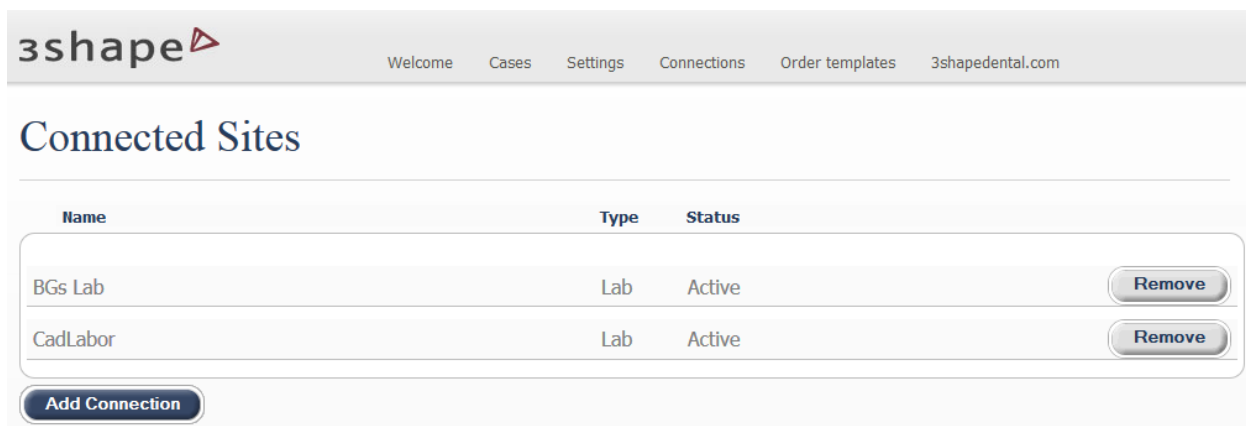 3shape
Welcome Cases Settings Connections Order templates 3shapedental.com
Connected Sites
Name Type Status
BGs Lab Lab Active Remove
CadLabor Lab Active Remove
Add Connection